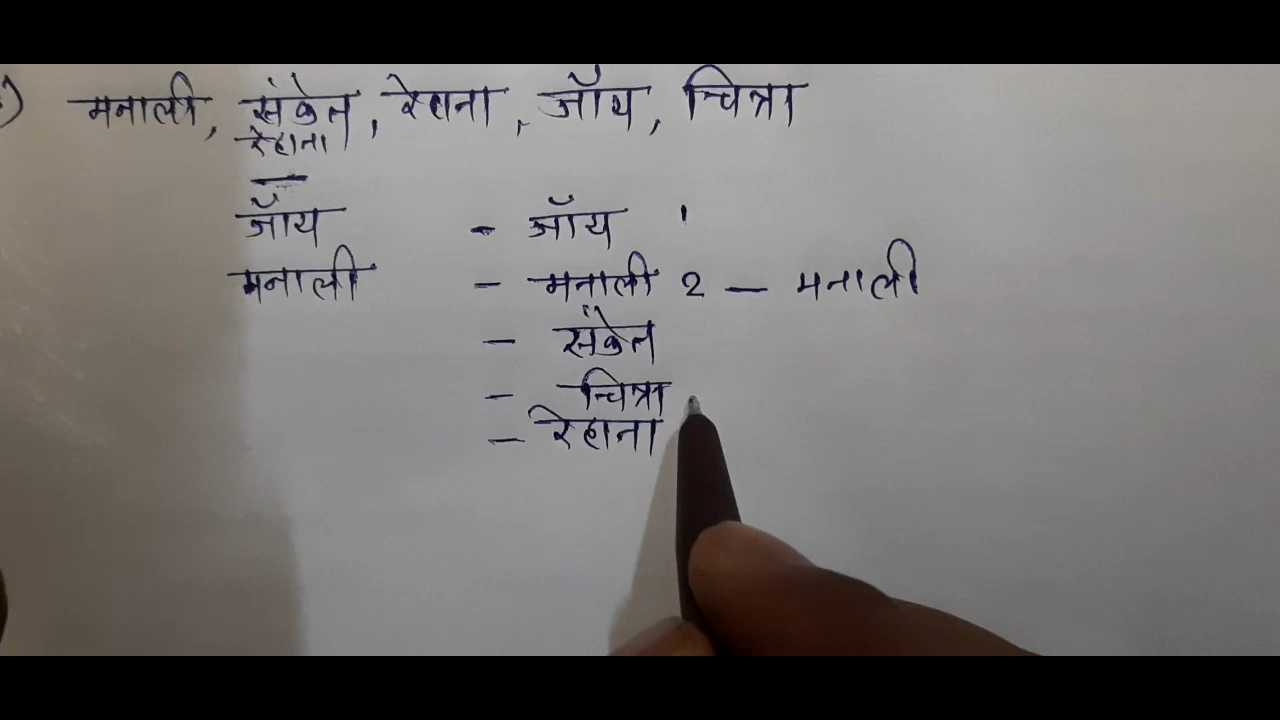 मनाली, संकेत, रेहाना, जॉय, चित्रा
रेहाना
जॉय - जॉय '
मनाली - मनाली 2 - मनाली
- संकेत
- चित्रा
- रेहाना